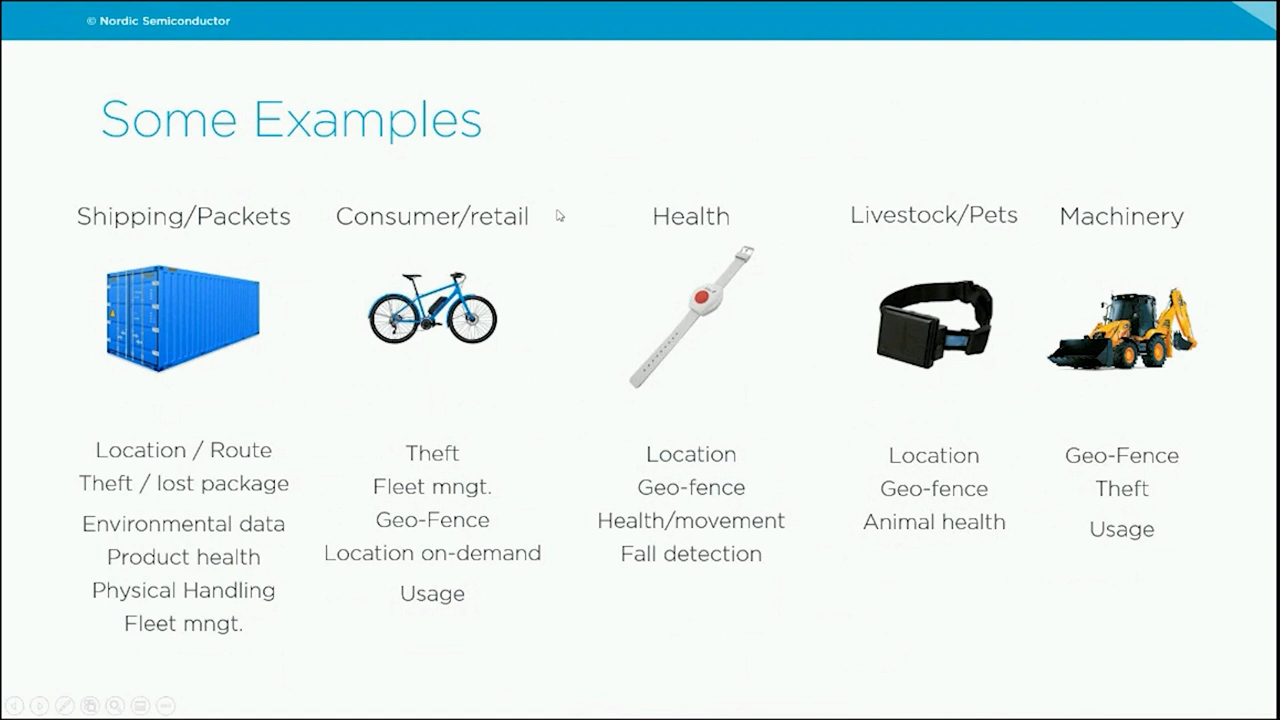 © Nordic Semiconductor
Some Examples
Shipping/Packets
Location / Route
Theft / lost package
Environmental data
Product health
Physical Handling
Fleet mngt.
Consumer/retail
Theft
Fleet mngt.
Geo-Fence
Location on-demand
Usage
Health
Location
Geo-fence
Health/movement
Fall detection
Livestock/Pets
Location
Geo-fence
Animal health
Machinery
Geo-Fence
Theft
Usage